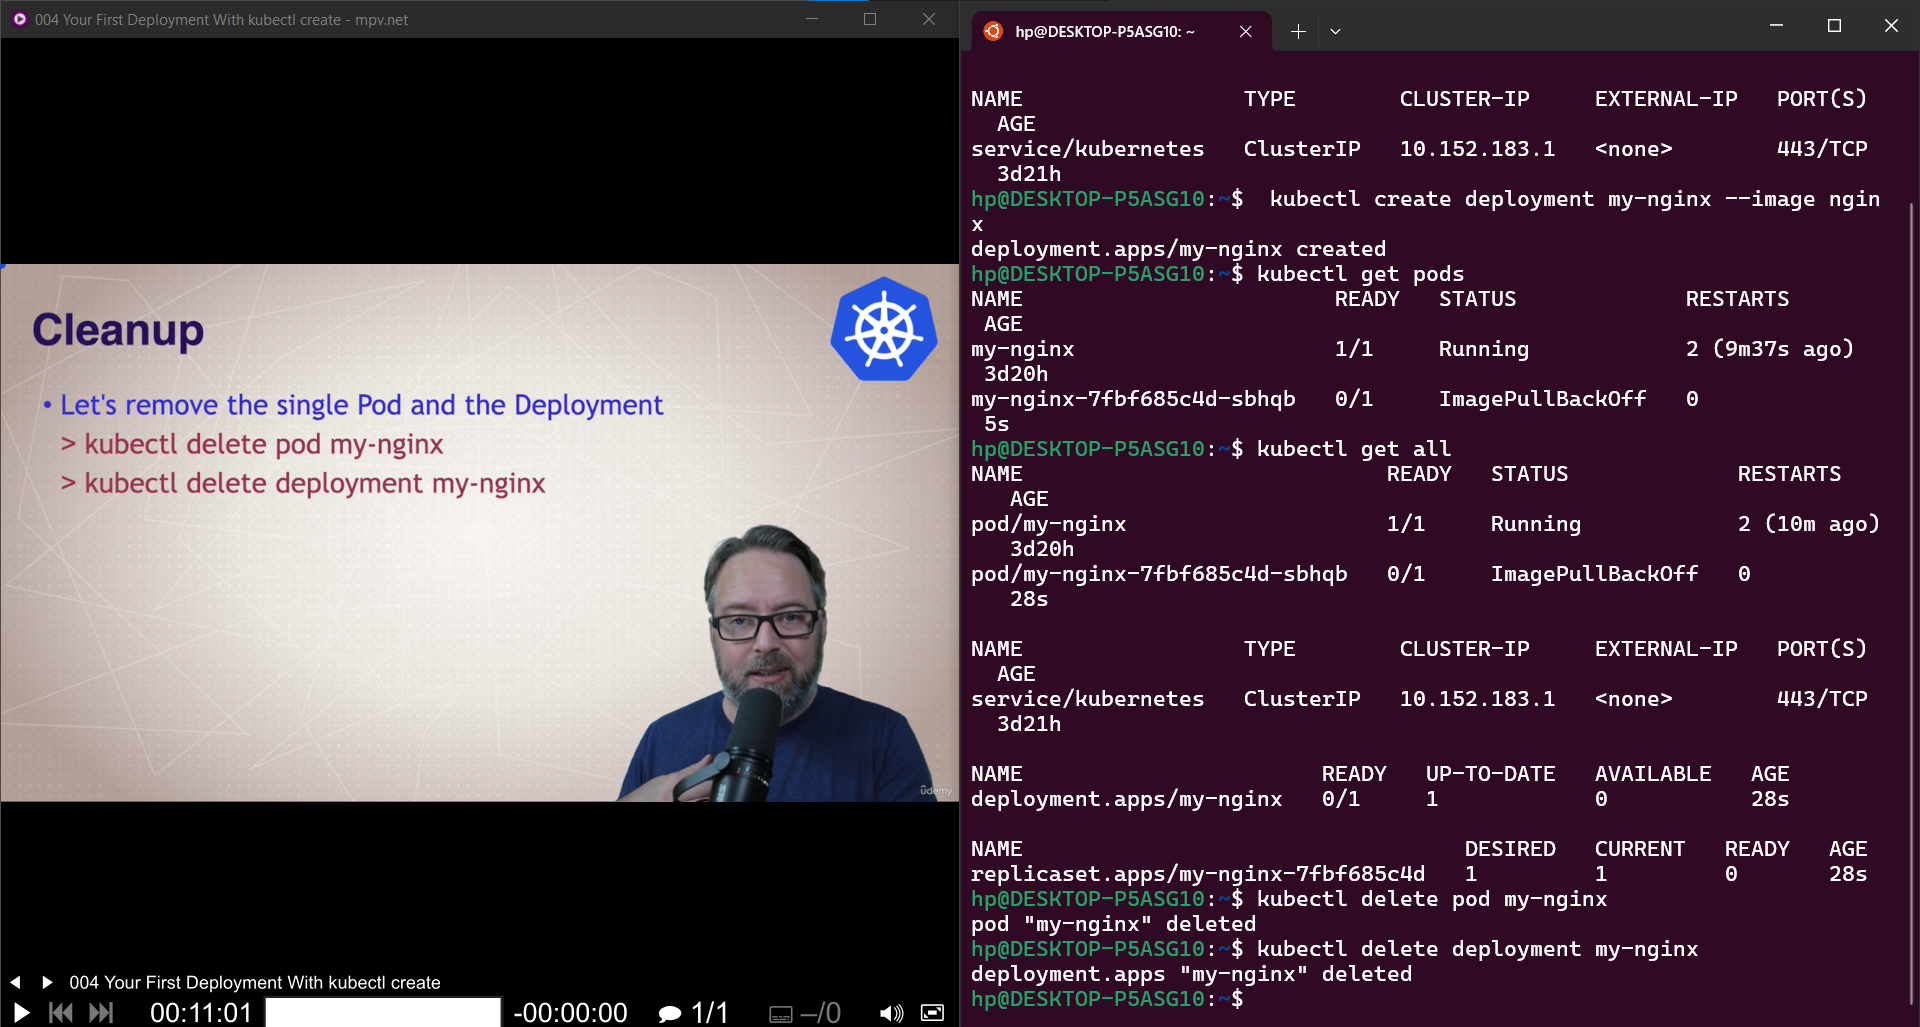 004 Your First Deployment With kubectl create - mpv.net
Cleanup
• Let's remove the single Pod and the Deployment
> kubectl delete pod my-nginx
> kubectl delete deployment my-nginx
ûdemy
004 Your First Deployment With kubectl create
00:11:01 -00:00:00 1/1 –/0
hp@DESKTOP-P5ASG10: ~
NAME TYPE CLUSTER-IP EXTERNAL-IP PORT(S)
AGE
service/kubernetes ClusterIP 10.152.183.1 <none> 443/TCP
3d21h
hp@DESKTOP-P5ASG10:~$  kubectl create deployment my-nginx --image ngin
x
deployment.apps/my-nginx created
hp@DESKTOP-P5ASG10:~$ kubectl get pods
NAME READY STATUS RESTARTS
AGE
my-nginx 1/1 Running 2 (9m37s ago)
3d20h
my-nginx-7fbf685c4d-sbhqb 0/1 ImagePullBackOff 0
5s
hp@DESKTOP-P5ASG10:~$ kubectl get all
NAME READY STATUS RESTARTS
AGE
pod/my-nginx 1/1 Running 2 (10m ago)
3d20h
pod/my-nginx-7fbf685c4d-sbhqb 0/1 ImagePullBackOff 0
28s
NAME TYPE CLUSTER-IP EXTERNAL-IP PORT(S)
AGE
service/kubernetes ClusterIP 10.152.183.1 <none> 443/TCP
3d21h
NAME READY UP-TO-DATE AVAILABLE AGE
deployment.apps/my-nginx 0/1 1 0 28s
NAME DESIRED CURRENT READY AGE
replicaset.apps/my-nginx-7fbf685c4d 1 1 0 28s
hp@DESKTOP-P5ASG10:~$ kubectl delete pod my-nginx
pod "my-nginx" deleted
hp@DESKTOP-P5ASG10:~$ kubectl delete deployment my-nginx
deployment.apps "my-nginx" deleted
hp@DESKTOP-P5ASG10:~$